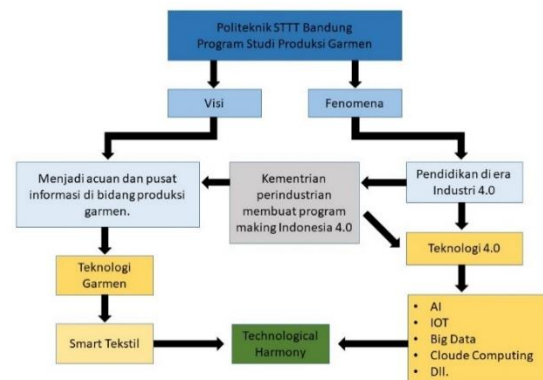 Politeknik STTT Bandung
Program Studi Produksi Garmen
Visi
Fenomena
Menjadi acuan dan pusat
informasi di bidang produksi
garmen.
Kementrian
perindustrian
membuat program
making Indonesia 4.0
Pendidikan di era
Industri 4.0
Teknologi
Garmen
Teknologi 4.0
Smart Tekstil
Technological
Harmony
• AI
• IOT
• Big Data
• Cloude Computing
• Dll.